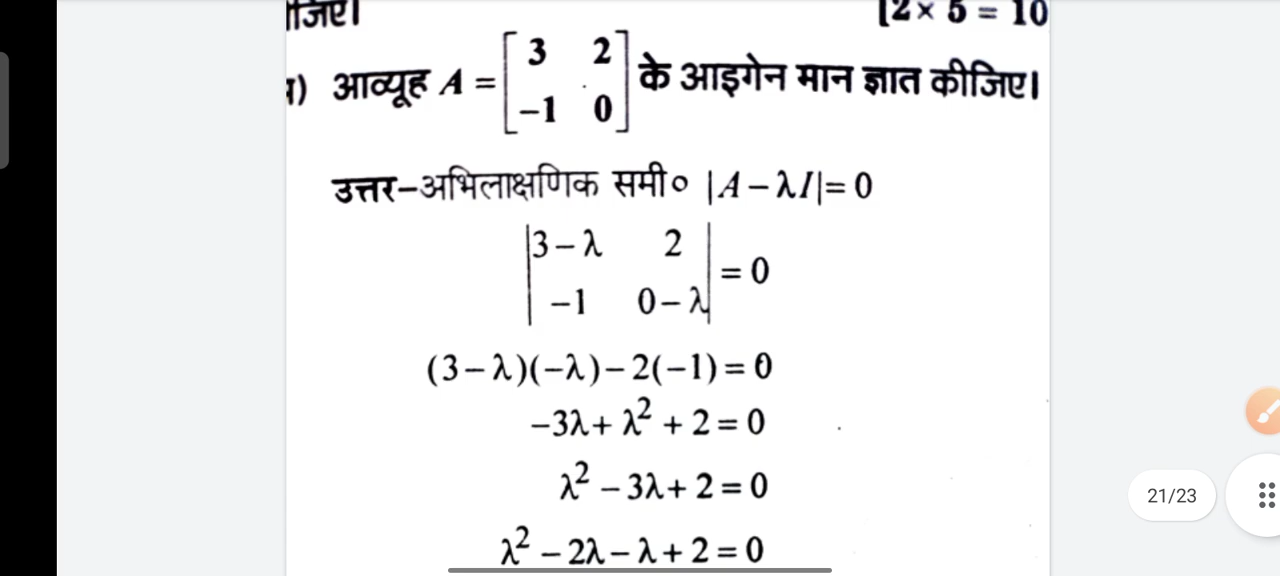 [2 × 5 = 10
आव्यूह A = [3 2; -1 0] के आइगेन मान ज्ञात कीजिए।
उत्तर–अभिलाक्षणिक समी० |A – λI| = 0
|3 – λ 2; –1 0 – λ| = 0
(3 – λ)(–λ) – 2(–1) = 0
–3λ + λ² + 2 = 0
λ² – 3λ + 2 = 0
21/23
λ² – 2λ – λ + 2 = 0